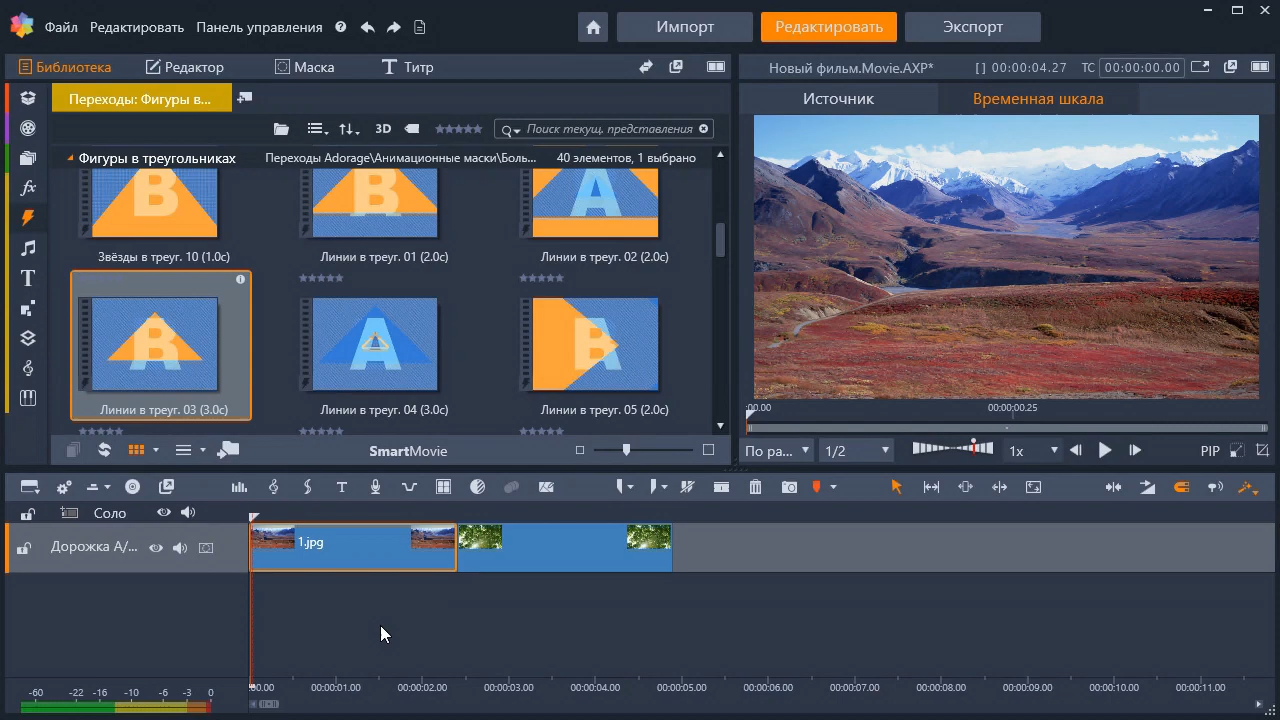 Файл Редактировать Панель управления
Импорт Редактировать Экспорт
Библиотека Редактор Маска Титр
Новый фильм.Movie.AXP* [] 00:00:04.27 TC 00:00:00.00
Переходы: Фигуры в...
Источник Временная шкала
3D Поиск текущ. представления
Фигуры в треугольниках Переходы Adorage\Анимационные маски\Боль... 40 элементов, 1 выбрано
B B A
Звёзды в треуг. 10 (1.0с) Линии в треуг. 01 (2.0с) Линии в треуг. 02 (2.0с)
B A B
Линии в треуг. 03 (3.0с) Линии в треуг. 04 (3.0с) Линии в треуг. 05 (2.0с)
:00.00 00:00:00.25
SmartMovie
По ра... 1/2 1x PIP
Соло
Дорожка A/...
1.jpg
-60 -22 -16 -10 -6 -3 0
:00.00 00:00:01.00 00:00:02.00 00:00:03.00 00:00:04.00 00:00:05.00 00:00:06.00 00:00:07.00 00:00:08.00 00:00:09.00 00:00:10.00 00:00:11.00